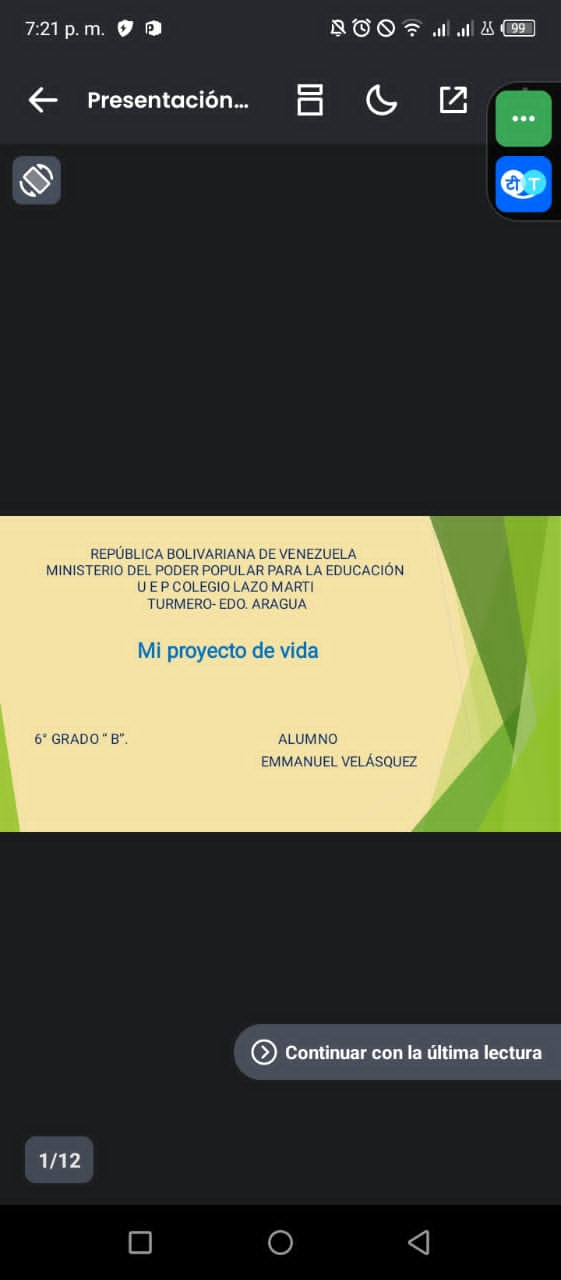 7:21 p. m.
99
Presentación...
टी T
REPÚBLICA BOLIVARIANA DE VENEZUELA
MINISTERIO DEL PODER POPULAR PARA LA EDUCACIÓN
U E P COLEGIO LAZO MARTI
TURMERO- EDO. ARAGUA
Mi proyecto de vida
6° GRADO “ B”.
ALUMNO
EMMANUEL VELÁSQUEZ
Continuar con la última lectura
1/12